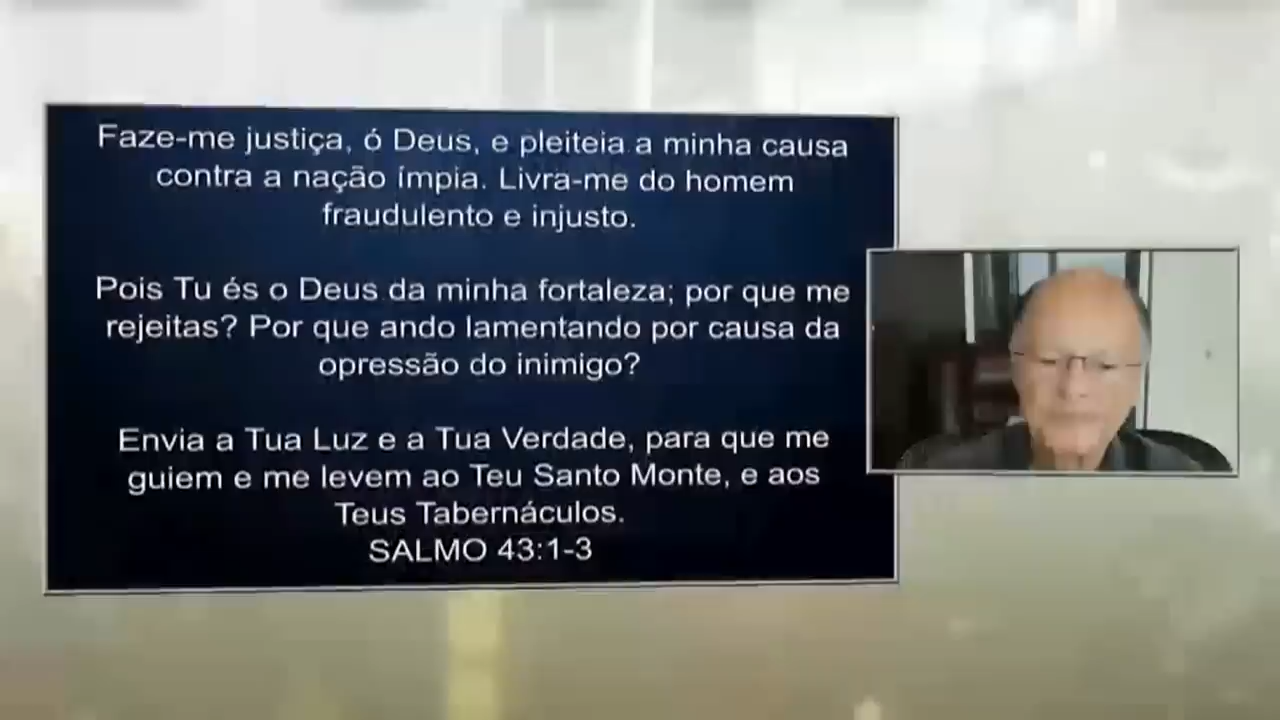 Faze-me justiça, ó Deus, e pleiteia a minha causa
contra a nação ímpia. Livra-me do homem
fraudulento e injusto.
Pois Tu és o Deus da minha fortaleza; por que me
rejeitas? Por que ando lamentando por causa da
opressão do inimigo?
Envia a Tua Luz e a Tua Verdade, para que me
guiem e me levem ao Teu Santo Monte, e aos
Teus Tabernáculos.
SALMO 43:1-3